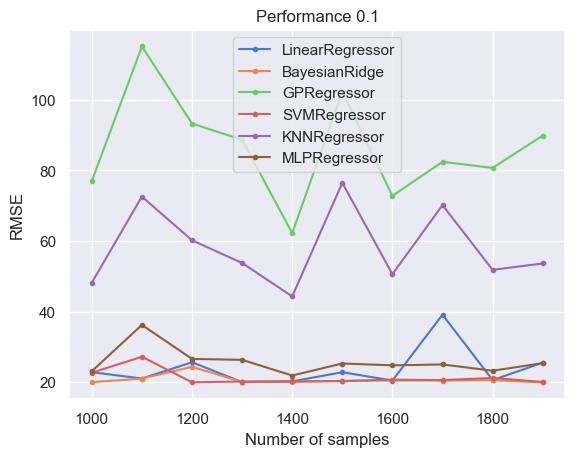 Performance 0.1
LinearRegressor
BayesianRidge
GPRegressor
SVMRegressor
KNNRegressor
MLPRegressor
100
80
60
40
20
RMSE
1000 1200 1400 1600 1800
Number of samples